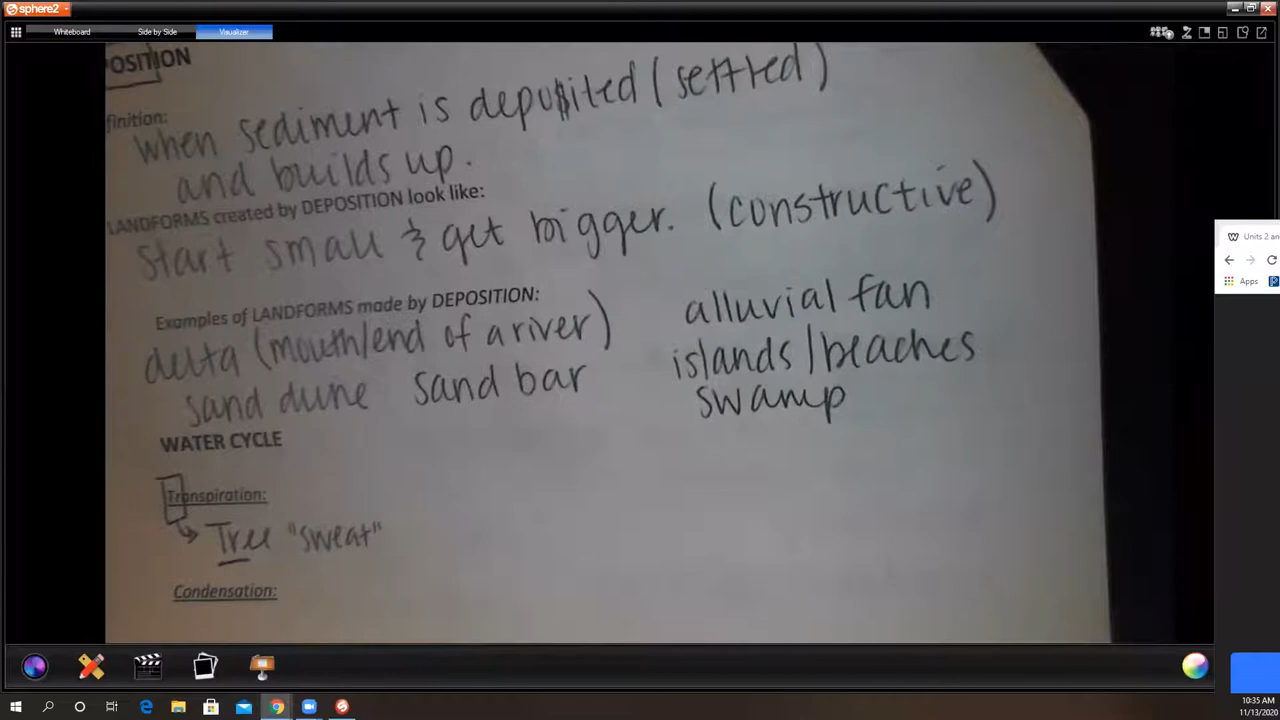 sphere2
Whiteboard Side by Side Visualizer
OSITION
finition:
When sediment is deposited (settled)
and builds up.
LANDFORMS created by DEPOSITION look like:
Start small & get bigger. (constructive)
Examples of LANDFORMS made by DEPOSITION:
delta (mouth/end of a river)
sand dune sand bar
alluvial fan
islands/beaches
swamp
WATER CYCLE
Transpiration:
Tree "sweat"
Condensation:
Units 2 an
Apps
10:35 AM
11/13/2020